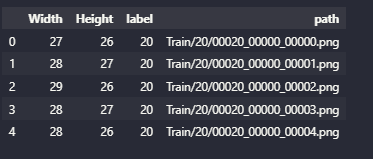 Width Height label path
0 27 26 20 Train/20/00020_00000_00000.png
1 28 27 20 Train/20/00020_00000_00001.png
2 29 26 20 Train/20/00020_00000_00002.png
3 28 27 20 Train/20/00020_00000_00003.png
4 28 26 20 Train/20/00020_00000_00004.png